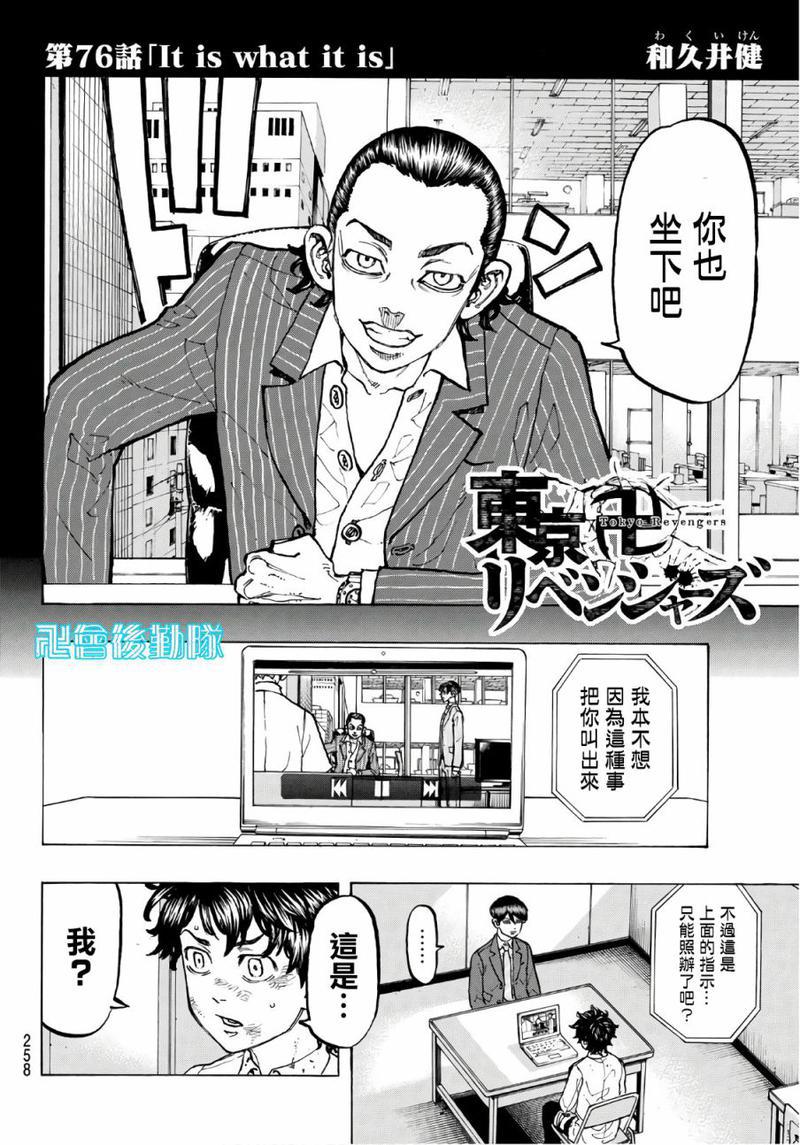 第76話「It is what it is」
わくいけん
和久井健
你也
坐下吧
東京卍
Tokyo Revengers
リベンジャーズ
卍會後勤隊
我本不想
因為這種事
把你叫出來
不過這是
上面的指示…
只能照辦了吧？
……
這是…
我？
258